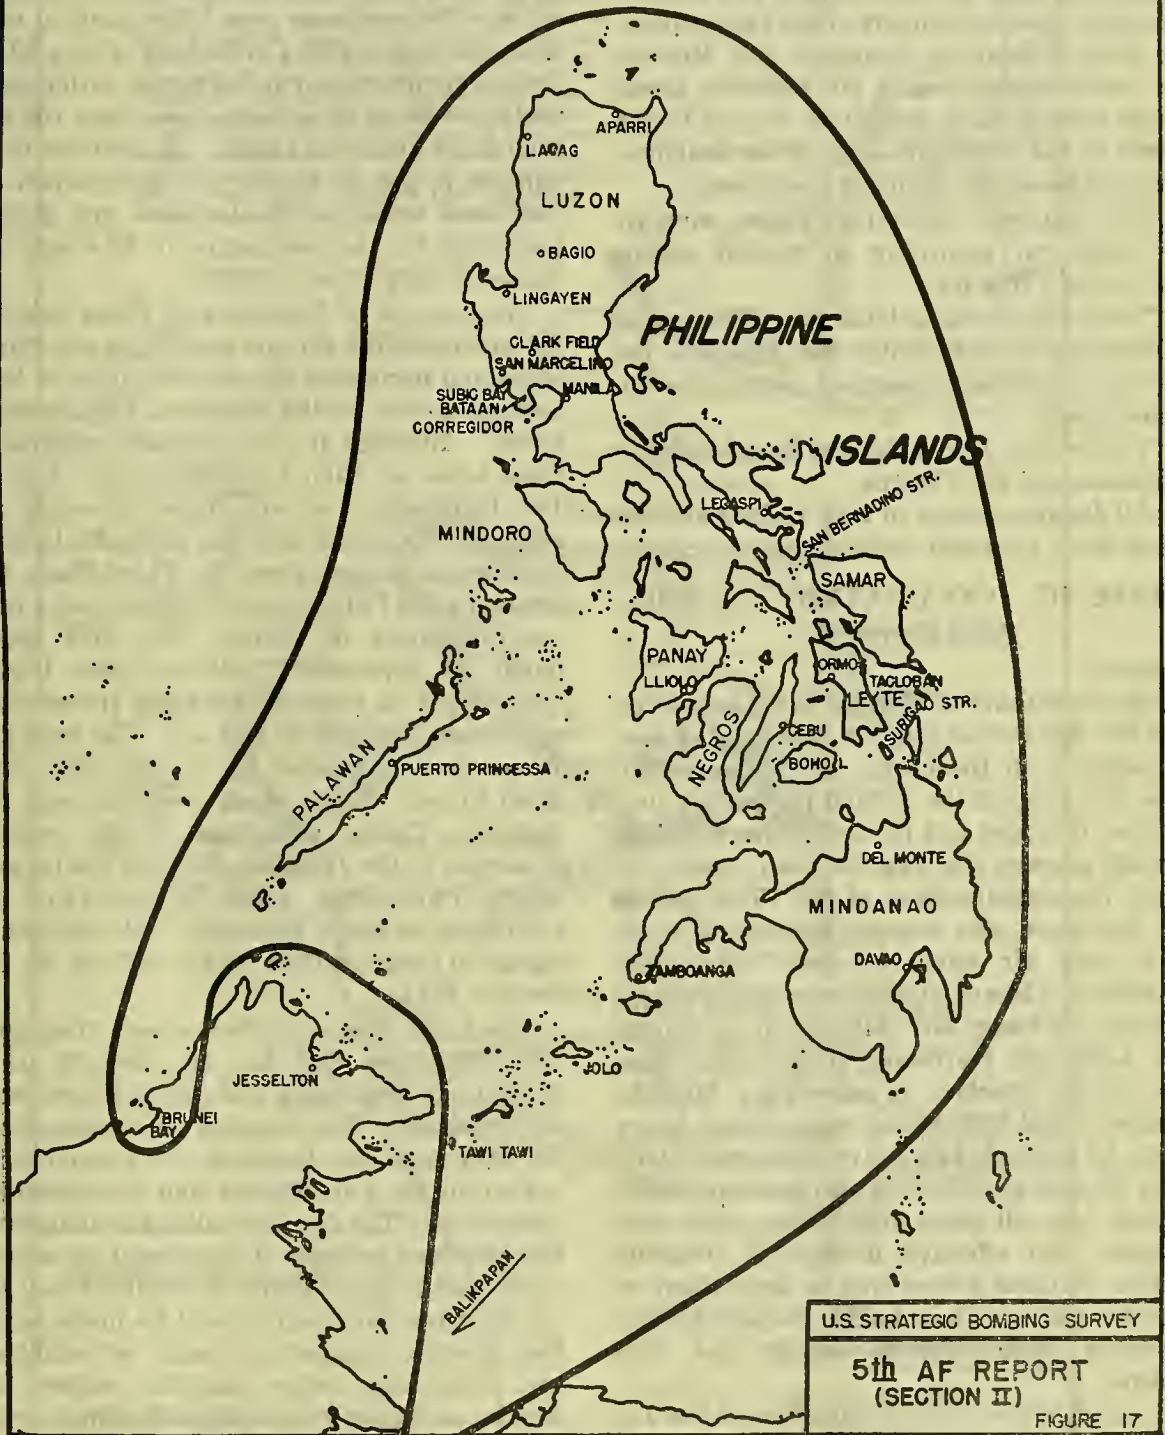 APARRI
LAOAG
LUZON
BAGIO
LINGAYEN
PHILIPPINE
CLARK FIELD
SAN MARCELINO
MANILA
SUBIC BAY
BATAAN
CORREGIDOR
ISLANDS
LEGASPI
SAN BERNADINO STR.
MINDORO
SAMAR
PANAY
LLIOLO
ORMO
TACLOBAN
LEYTE
SURIGAO STR.
NEGROS
CEBU
BOHOL
PALAWAN
PUERTO PRINCESSA
DEL MONTE
MINDANAO
DAVAO
ZAMBOANGA
JOLO
JESSELTON
BRUNEI
BAY
TAWI TAWI
BALIKPAPAN
U.S. STRATEGIC BOMBING SURVEY
5th AF REPORT
(SECTION II)
FIGURE 17